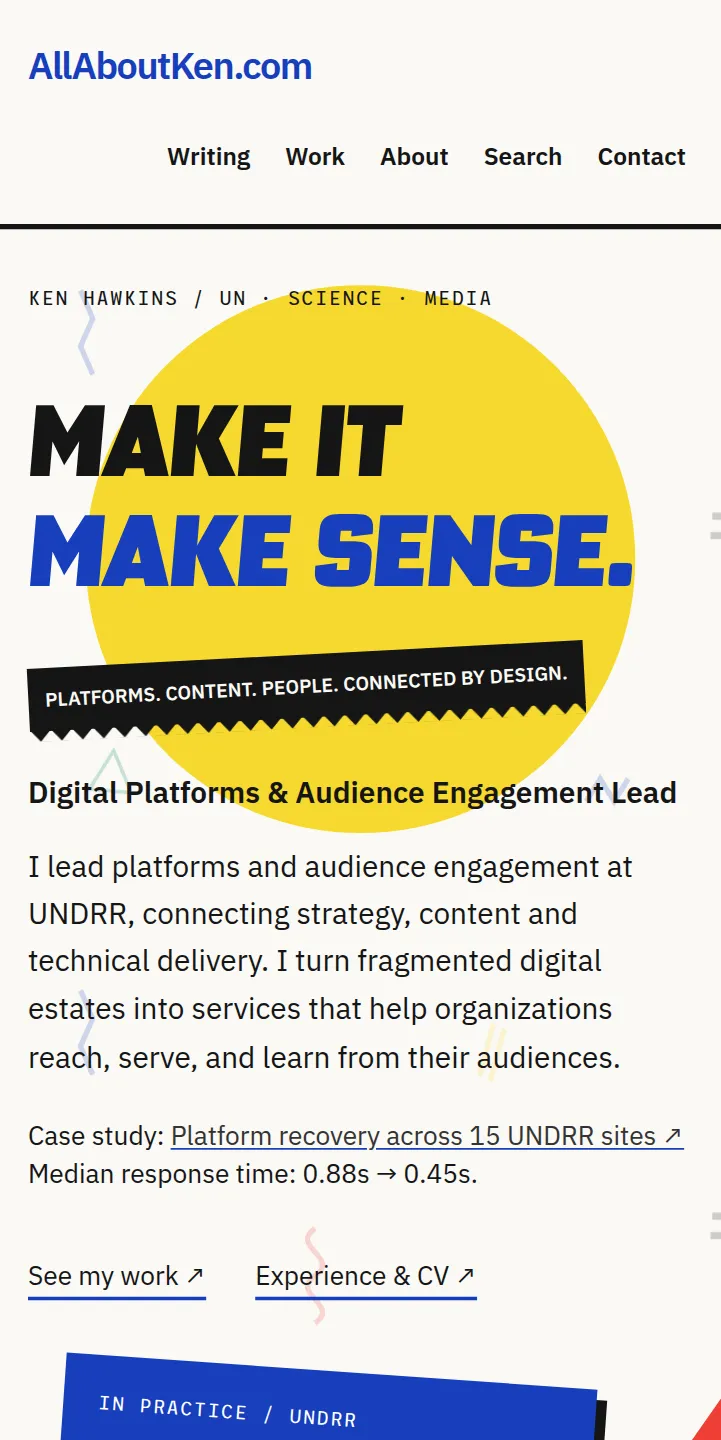 AllAboutKen.com
Writing Work About Search Contact
KEN HAWKINS / UN · SCIENCE · MEDIA
MAKE IT
MAKE SENSE.
PLATFORMS. CONTENT. PEOPLE. CONNECTED BY DESIGN.
Digital Platforms & Audience Engagement Lead
I lead platforms and audience engagement at
UNDRR, connecting strategy, content and
technical delivery. I turn fragmented digital
estates into services that help organizations
reach, serve, and learn from their audiences.
Case study: Platform recovery across 15 UNDRR sites ↗
Median response time: 0.88s → 0.45s.
See my work ↗ Experience & CV ↗
IN PRACTICE / UNDRR